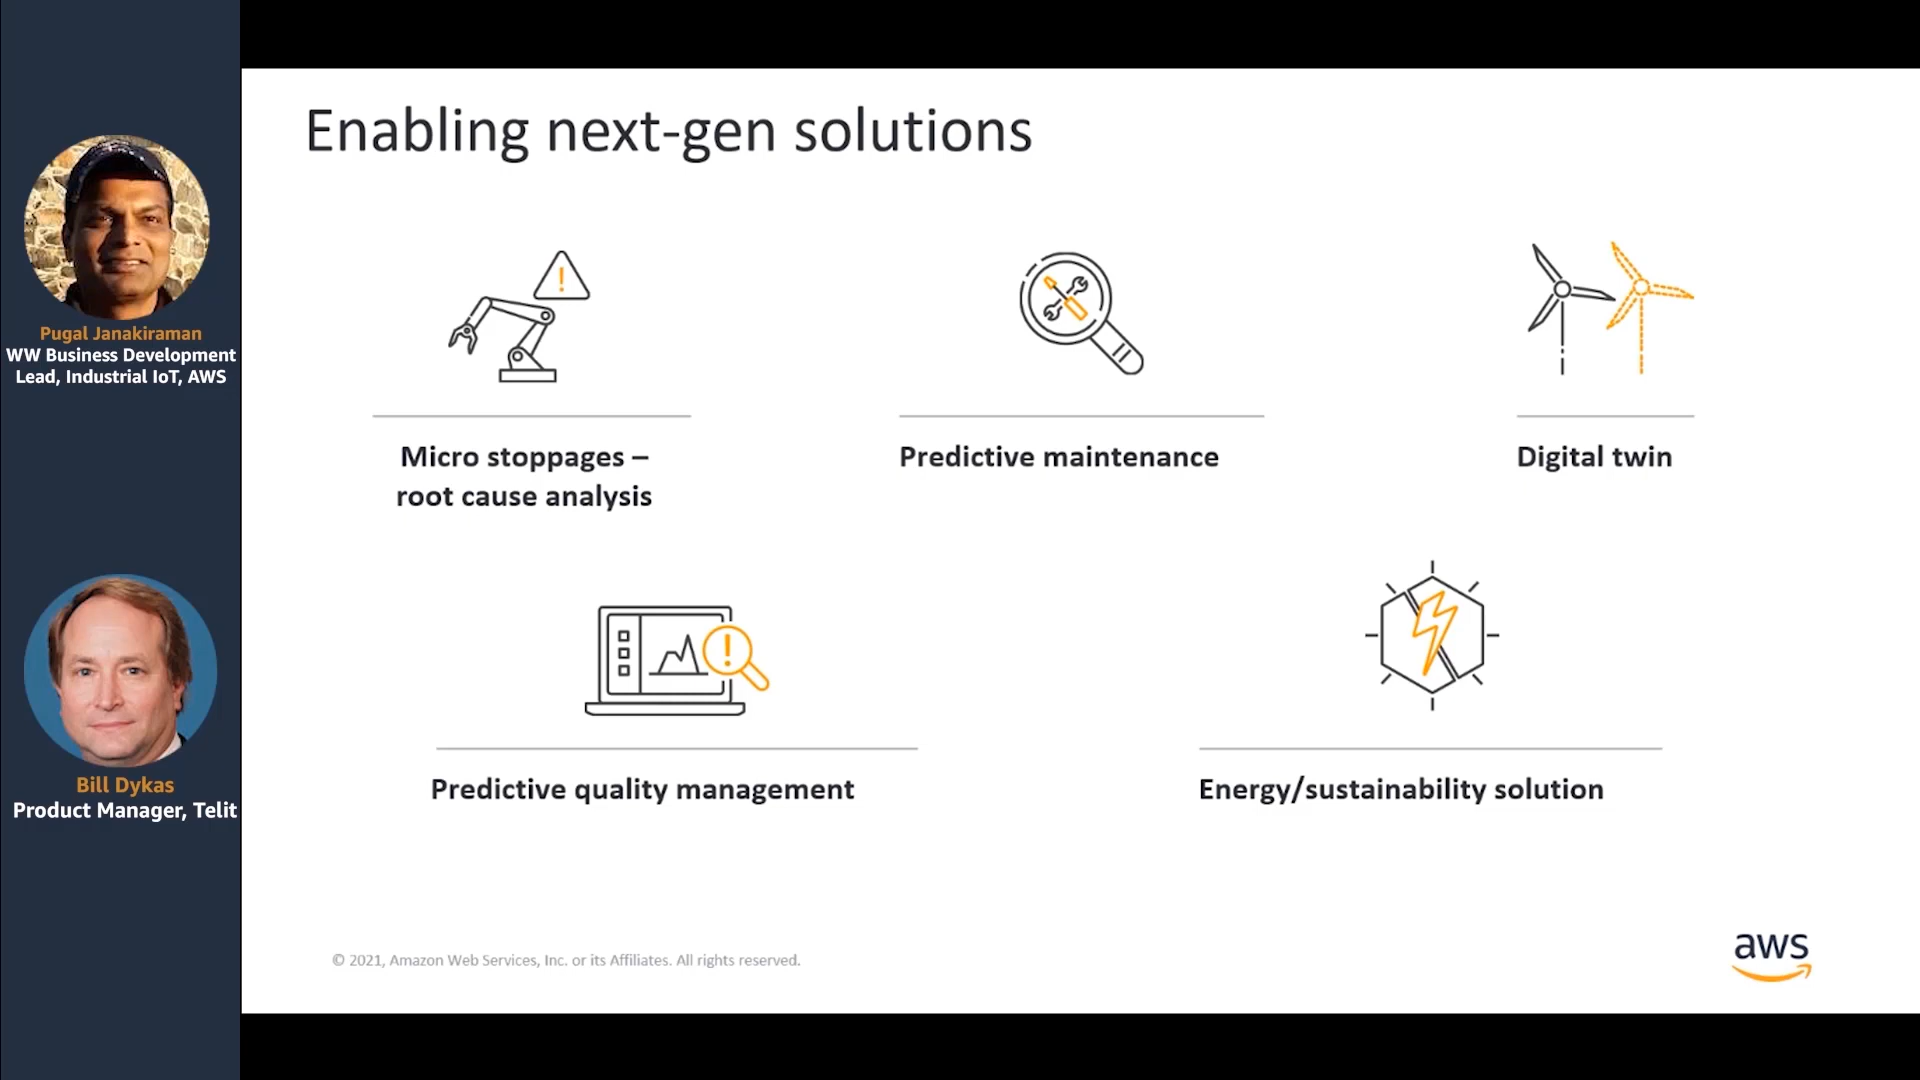 Pugal Janakiraman
WW Business Development
Lead, Industrial IoT, AWS
Bill Dykas
Product Manager, Telit
Enabling next-gen solutions
Micro stoppages –
root cause analysis
Predictive maintenance
Digital twin
Predictive quality management
Energy/sustainability solution
© 2021, Amazon Web Services, Inc. or its Affiliates. All rights reserved.
aws